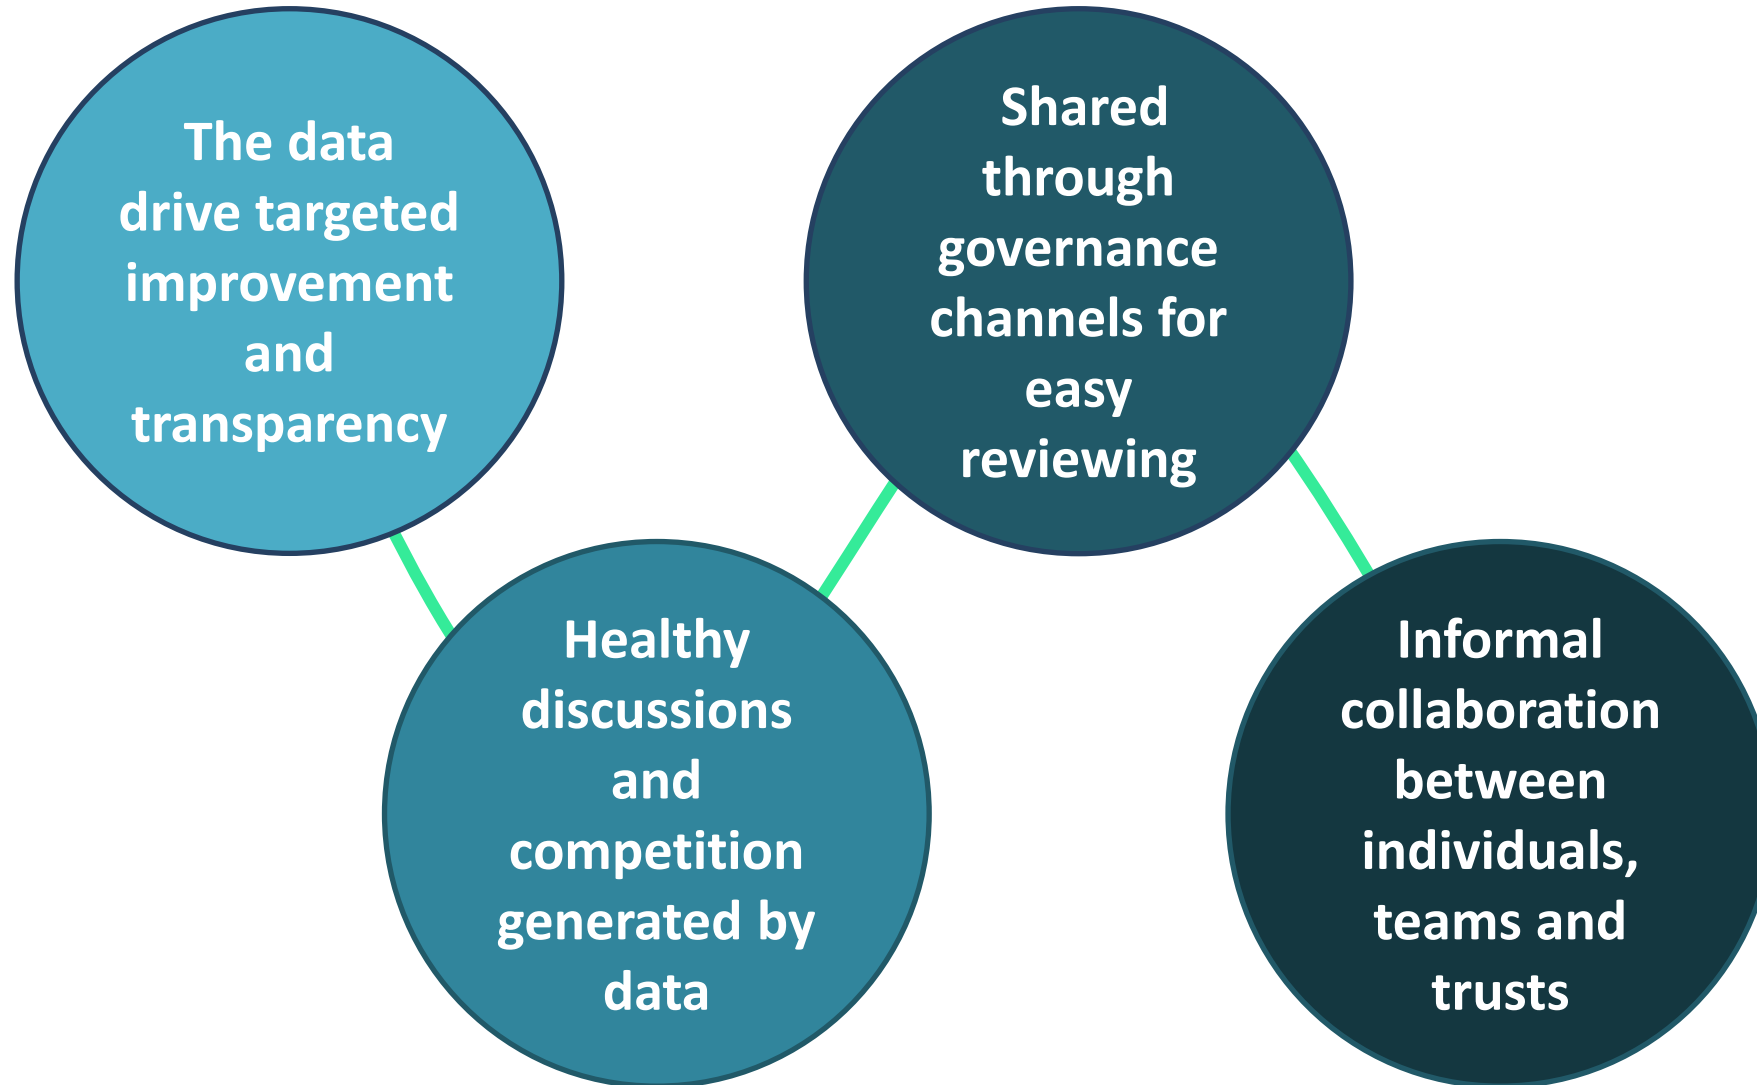 The data
drive targeted
improvement
and
transparency
Healthy
discussions
and
competition
generated by
data
Shared
through
governance
channels for
easy
reviewing
Informal
collaboration
between
individuals,
teams and
trusts